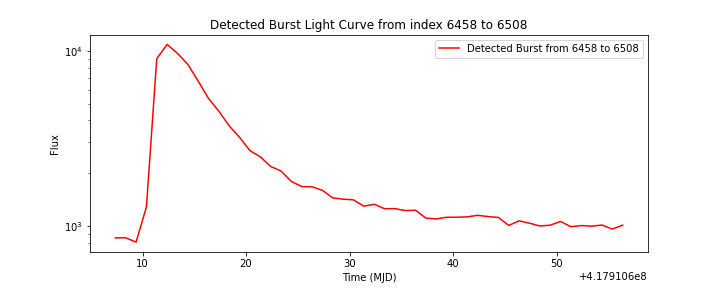 Detected Burst Light Curve from index 6458 to 6508
Detected Burst from 6458 to 6508
Flux
10⁴
10³
10 20 30 40 50
Time (MJD)
+4.179106e8